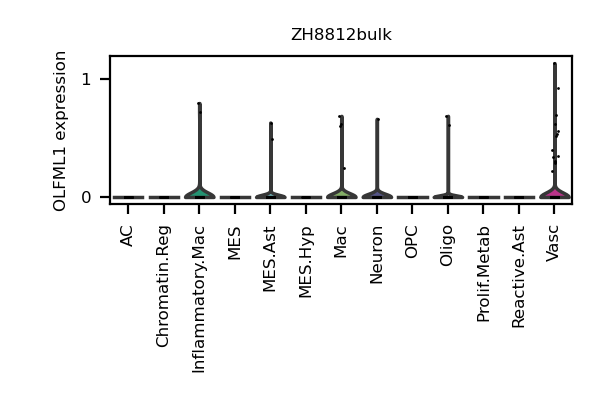 ZH8812bulk
OLFML1 expression
1
0
AC
Chromatin.Reg
Inflammatory.Mac
MES
MES.Ast
MES.Hyp
Mac
Neuron
OPC
Oligo
Prolif.Metab
Reactive.Ast
Vasc